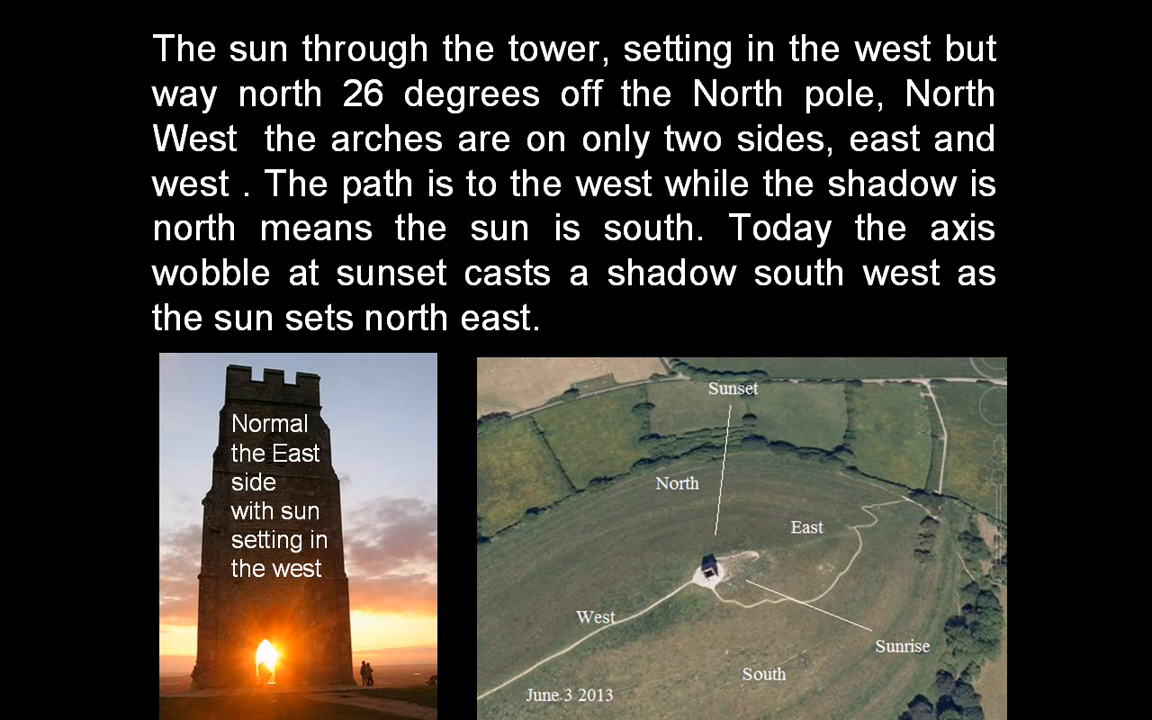 The sun through the tower, setting in the west but
way north 26 degrees off the North pole, North
West the arches are on only two sides, east and
west . The path is to the west while the shadow is
north means the sun is south. Today the axis
wobble at sunset casts a shadow south west as
the sun sets north east.
Normal
the East
side
with sun
setting in
the west
Sunset
North
East
West
Sunrise
South
June 3 2013